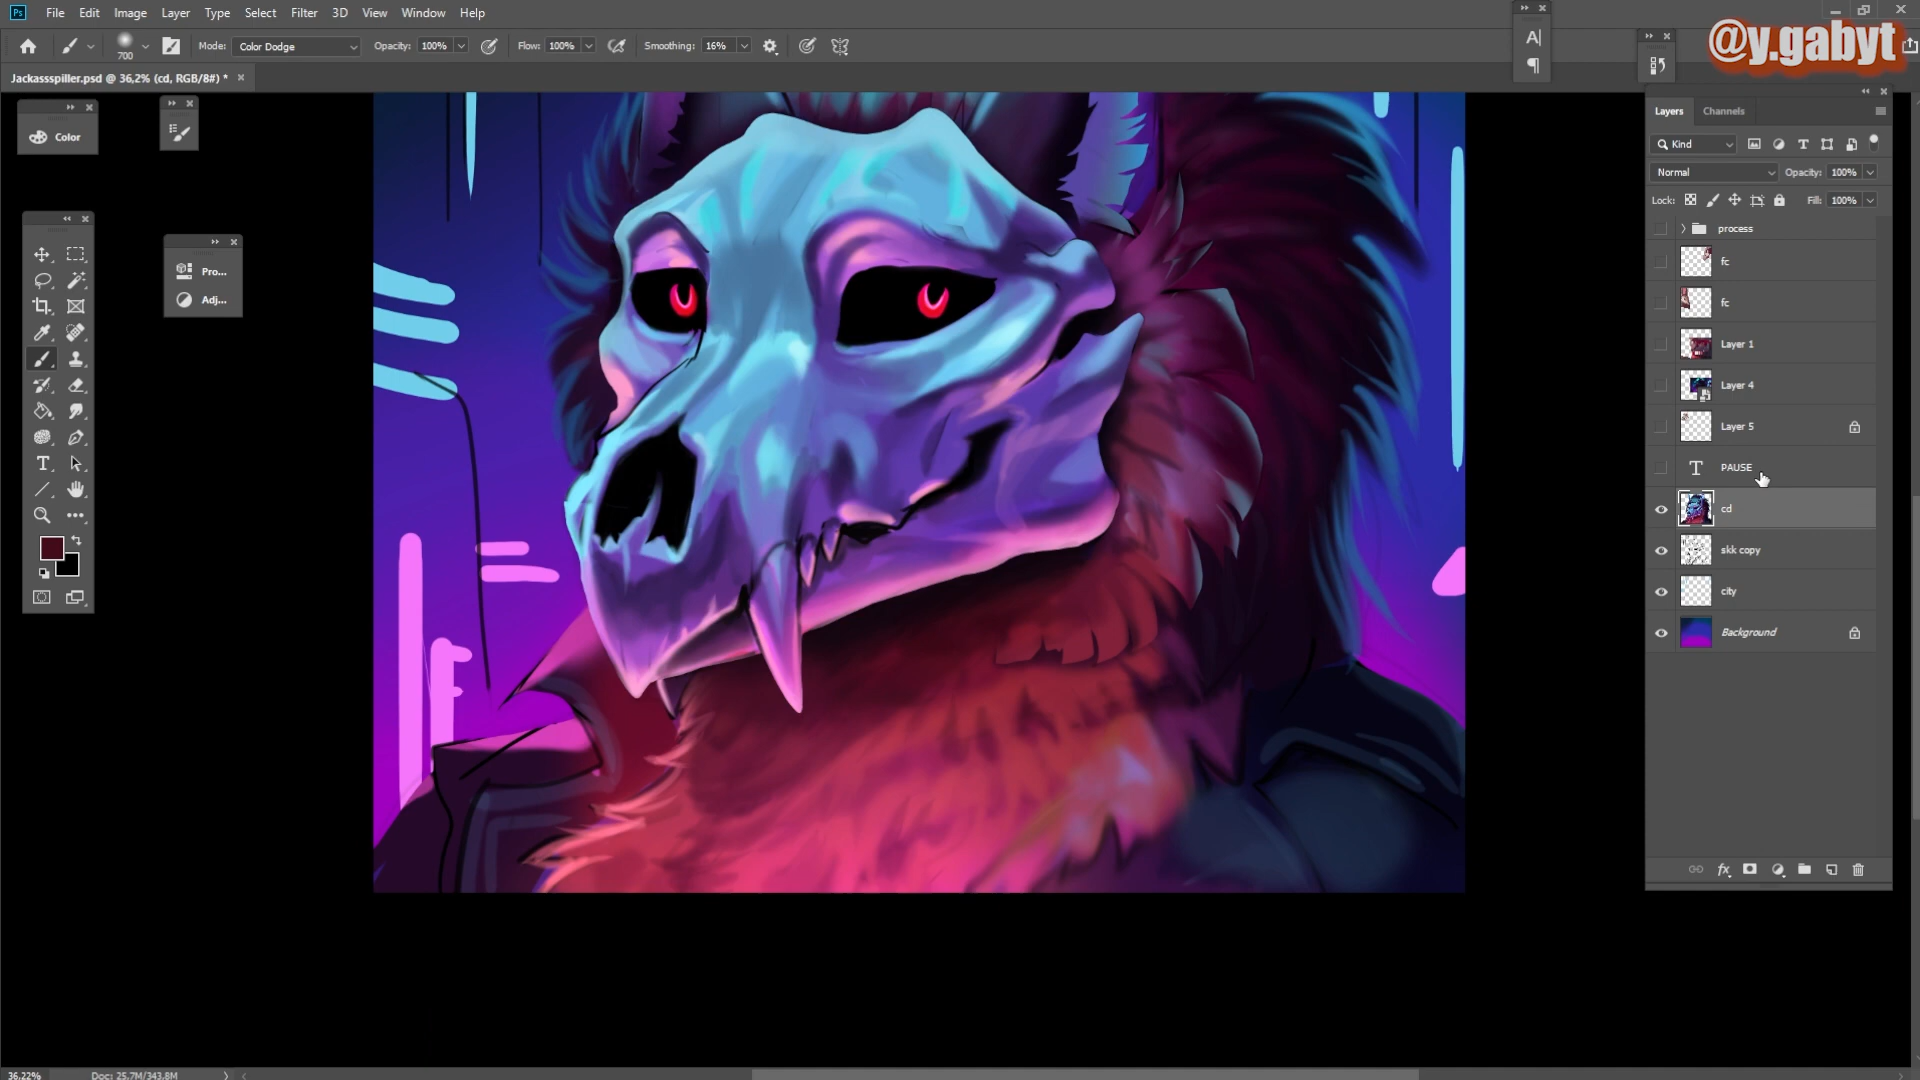 Ps File Edit Image Layer Type Select Filter 3D View Window Help
700 Mode: Color Dodge Opacity: 100% Flow: 100% Smoothing: 16%
@y.gabyt
Jackassspiller.psd @ 36,2% (cd, RGB/8#) * ×
Color
Pro...
Adj...
Layers Channels
Kind
Normal Opacity: 100%
Lock: Fill: 100%
process
fc
fc
Layer 1
Layer 4
Layer 5
PAUSE
cd
skk copy
city
Background
fx
36,22% Doc: 25,7M/343,8M